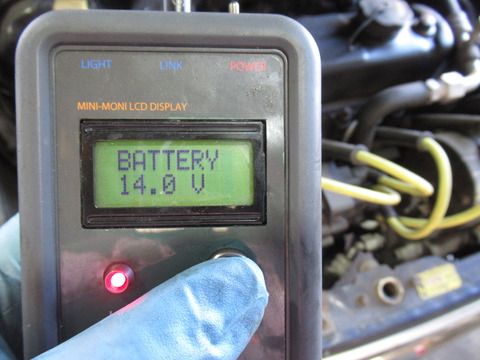 LIGHT LINK POWER
MINI-MONI LCD DISPLAY
BATTERY
14.0 V